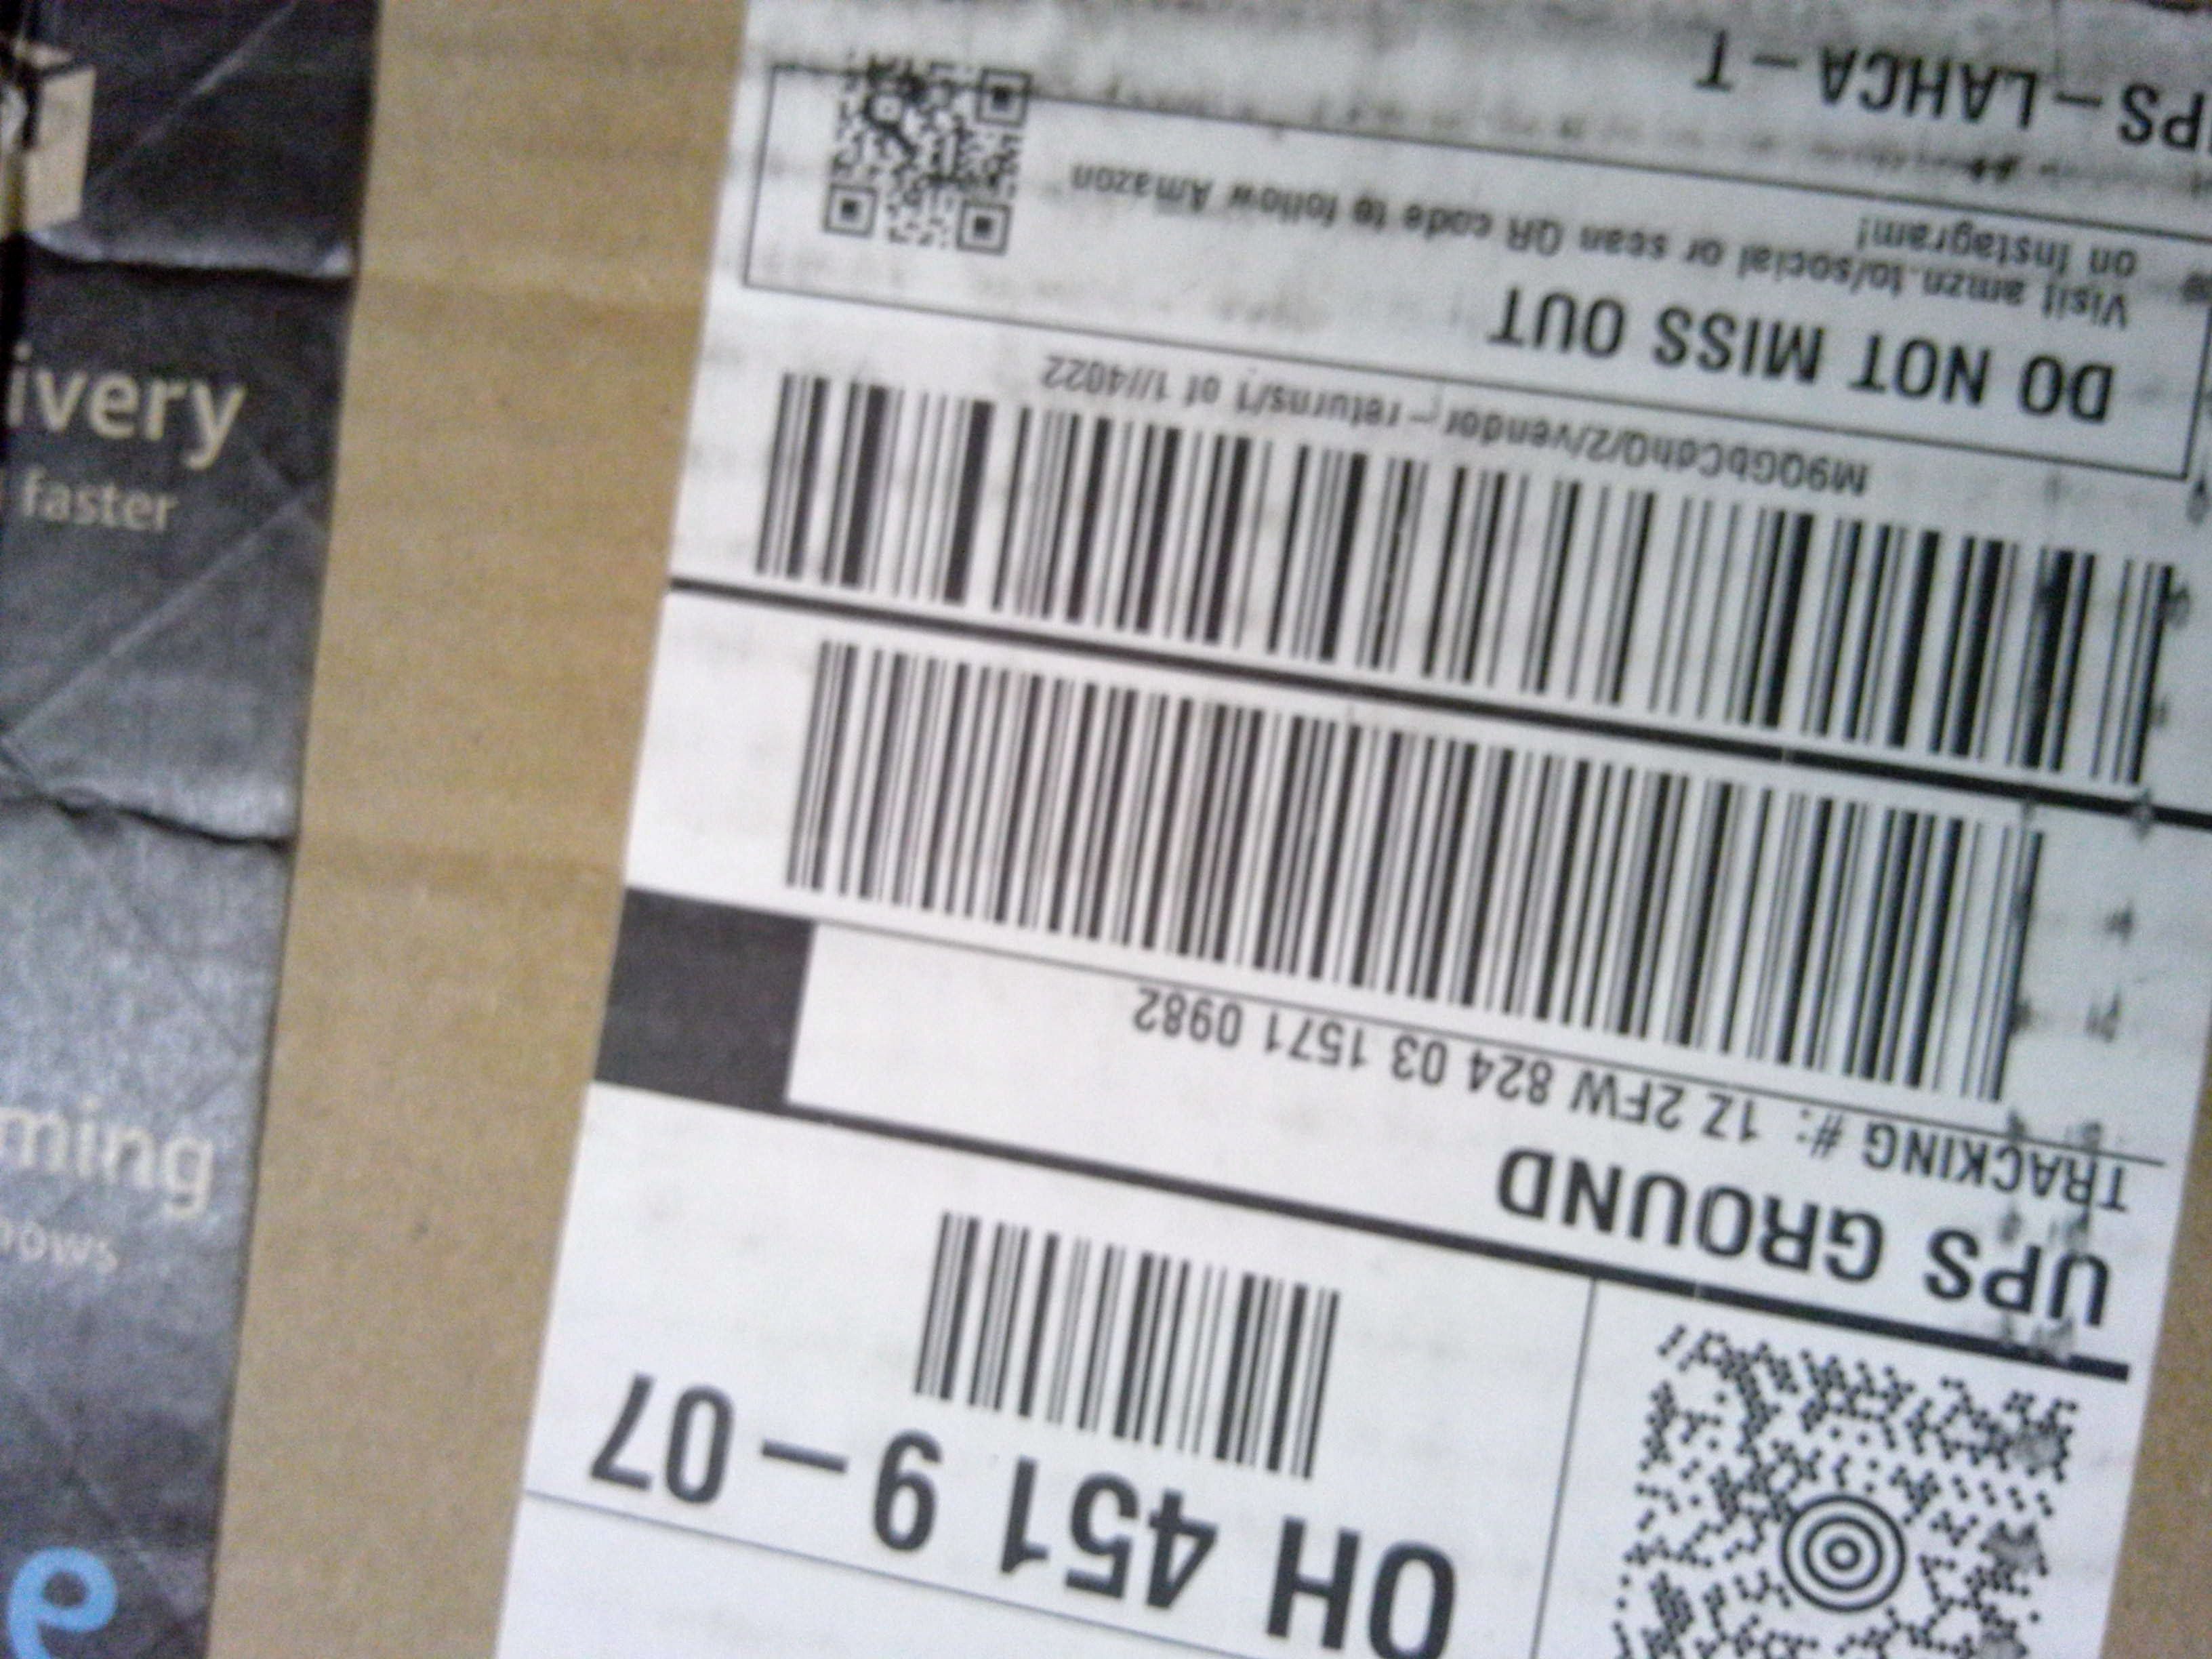 OH 451 9-07
UPS GROUND
TRACKING #: 1Z 2FW 824 03 1571 0982
M9QGbCdnQ/2/vendor-returns/1 of 1//4022
DO NOT MISS OUT
Visit amzn.to/social or scan QR code to follow Amazon
on Instagram!
PS-LAHCA-T
ivery
faster
ming
hows
e